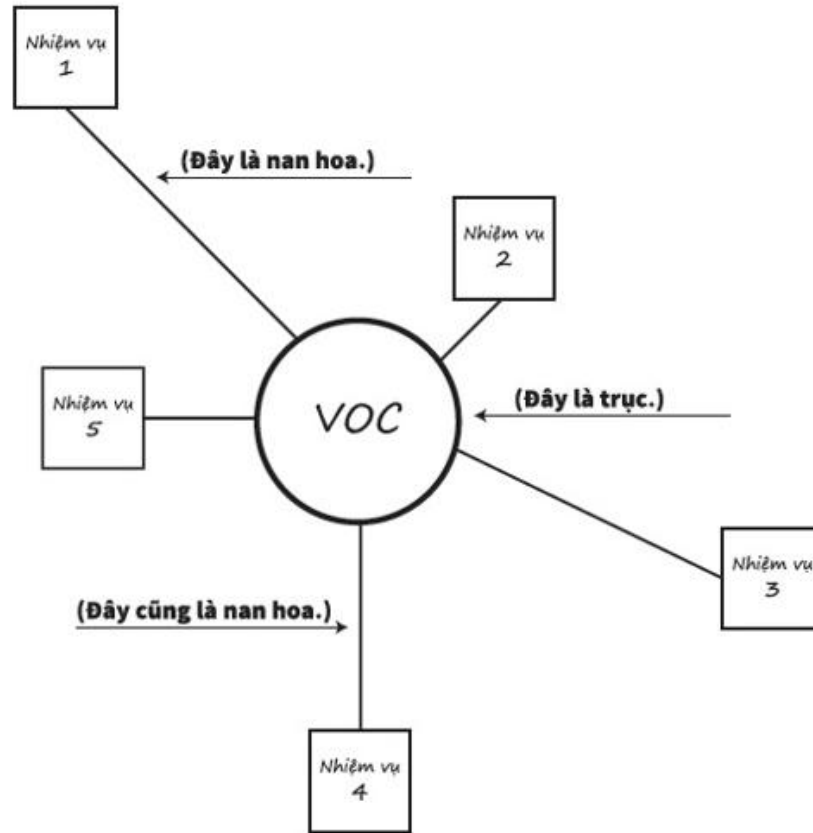 Nhiệm vụ
1
(Đây là nan hoa.)
Nhiệm vụ
2
Nhiệm vụ
5
VOC
(Đây là trục.)
Nhiệm vụ
3
(Đây cũng là nan hoa.)
Nhiệm vụ
4